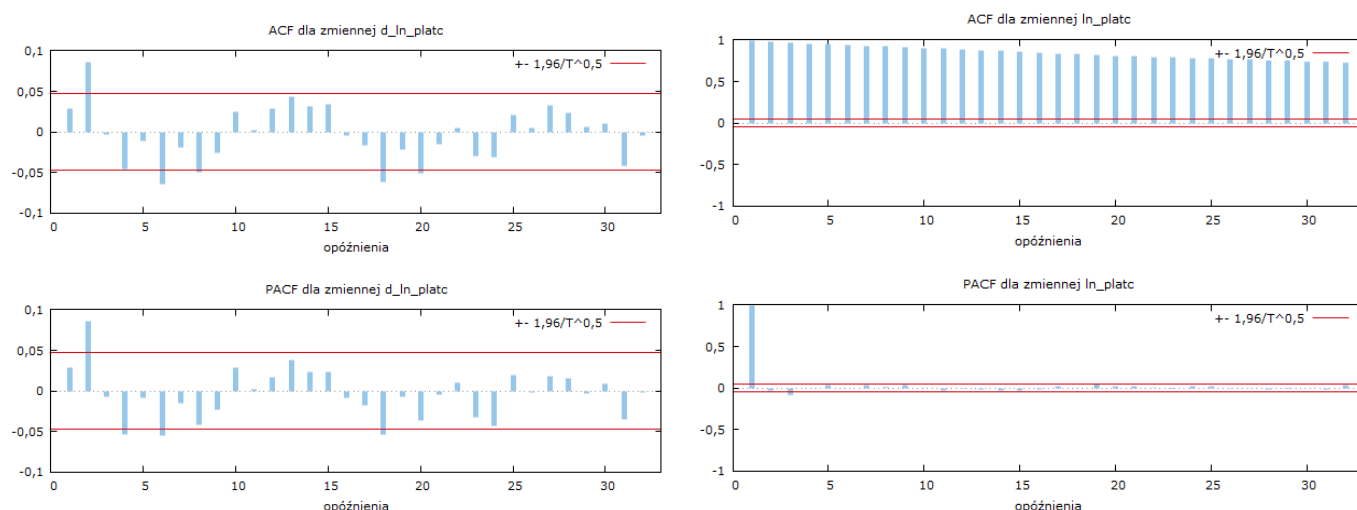 ACF dla zmiennej d_ln_platc
0,1
0,05
0
-0,05
-0,1
+- 1,96/T^0,5
0 5 10 15 20 25 30
opóźnienia
PACF dla zmiennej d_ln_platc
0,1
0,05
0
-0,05
-0,1
+- 1,96/T^0,5
0 5 10 15 20 25 30
opóźnienia
ACF dla zmiennej ln_platc
1
0,5
0
-0,5
-1
+- 1,96/T^0,5
0 5 10 15 20 25 30
opóźnienia
PACF dla zmiennej ln_platc
1
0,5
0
-0,5
-1
+- 1,96/T^0,5
0 5 10 15 20 25 30
opóźnienia